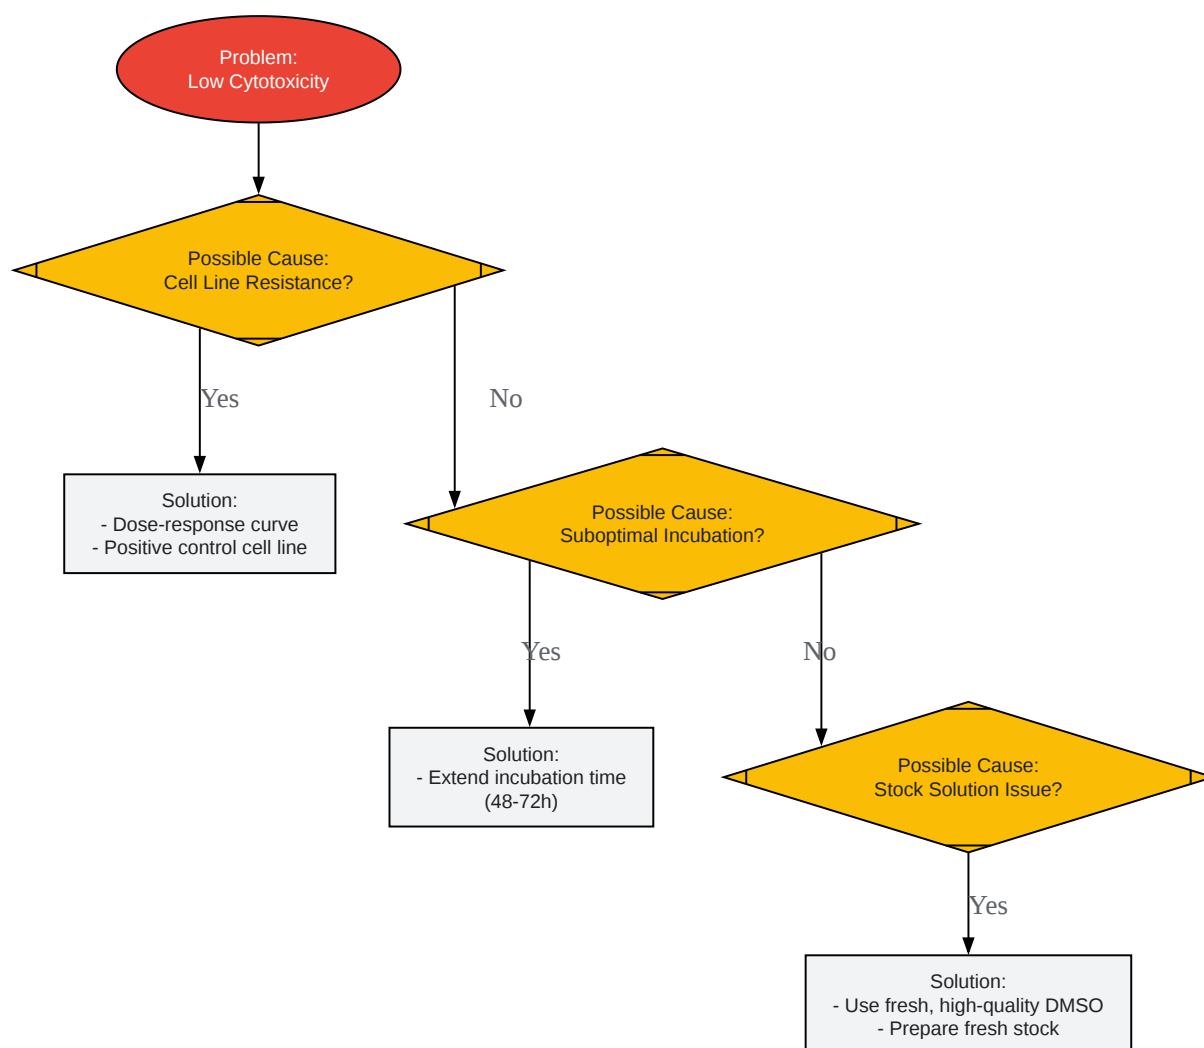 Problem:
Low Cytotoxicity
Possible Cause:
Cell Line Resistance?
Yes
No
Solution:
- Dose-response curve
- Positive control cell line
Possible Cause:
Suboptimal Incubation?
Yes
No
Solution:
- Extend incubation time
(48-72h)
Possible Cause:
Stock Solution Issue?
Yes
Solution:
- Use fresh, high-quality DMSO
- Prepare fresh stock